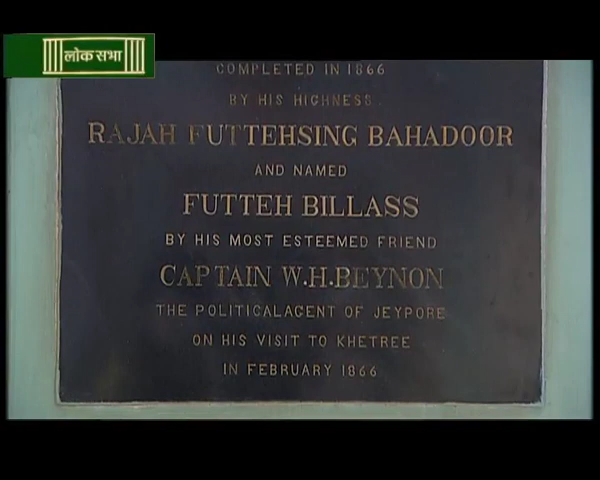 लोक सभा
COMPLETED IN 1866
BY HIS HIGHNESS
RAJAH FUTTEHSING BAHADOOR
AND NAMED
FUTTEH BILLASS
BY HIS MOST ESTEEMED FRIEND
CAPTAIN W.H.BEYNON
THE POLITICALAGENT OF JEYPORE
ON HIS VISIT TO KHETREE
IN FEBRUARY 1866